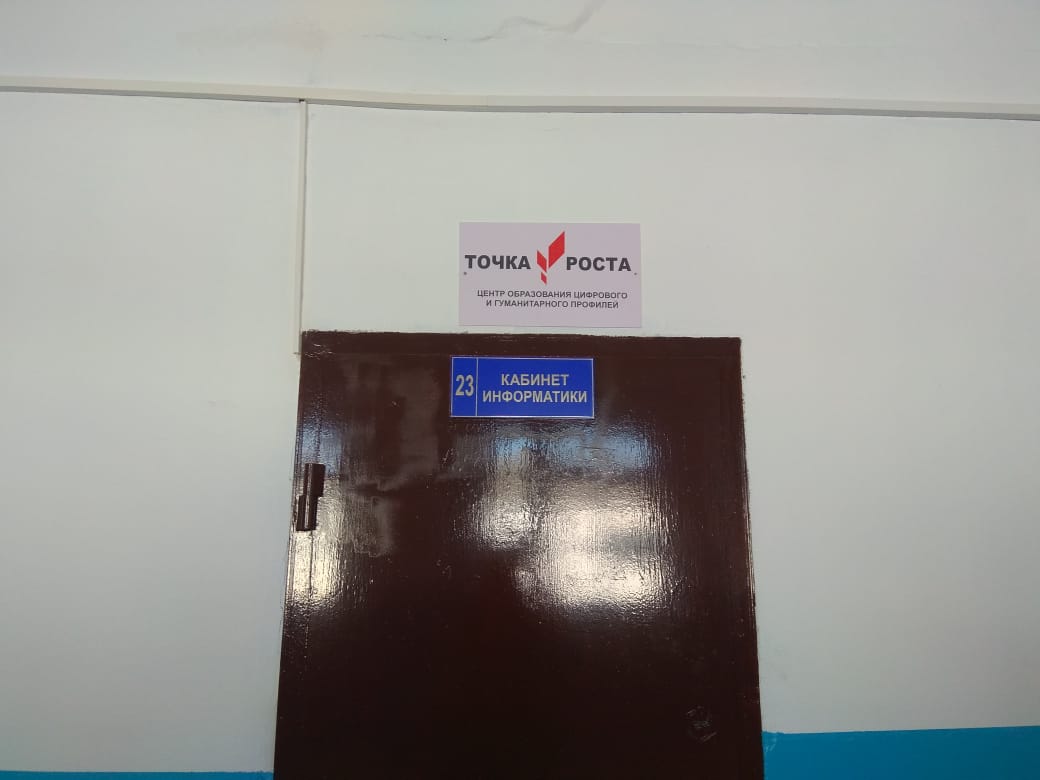 ТОЧКА РОСТА
ЦЕНТР ОБРАЗОВАНИЯ ЦИФРОВОГО
И ГУМАНИТАРНОГО ПРОФИЛЕЙ
23 КАБИНЕТ
ИНФОРМАТИКИ